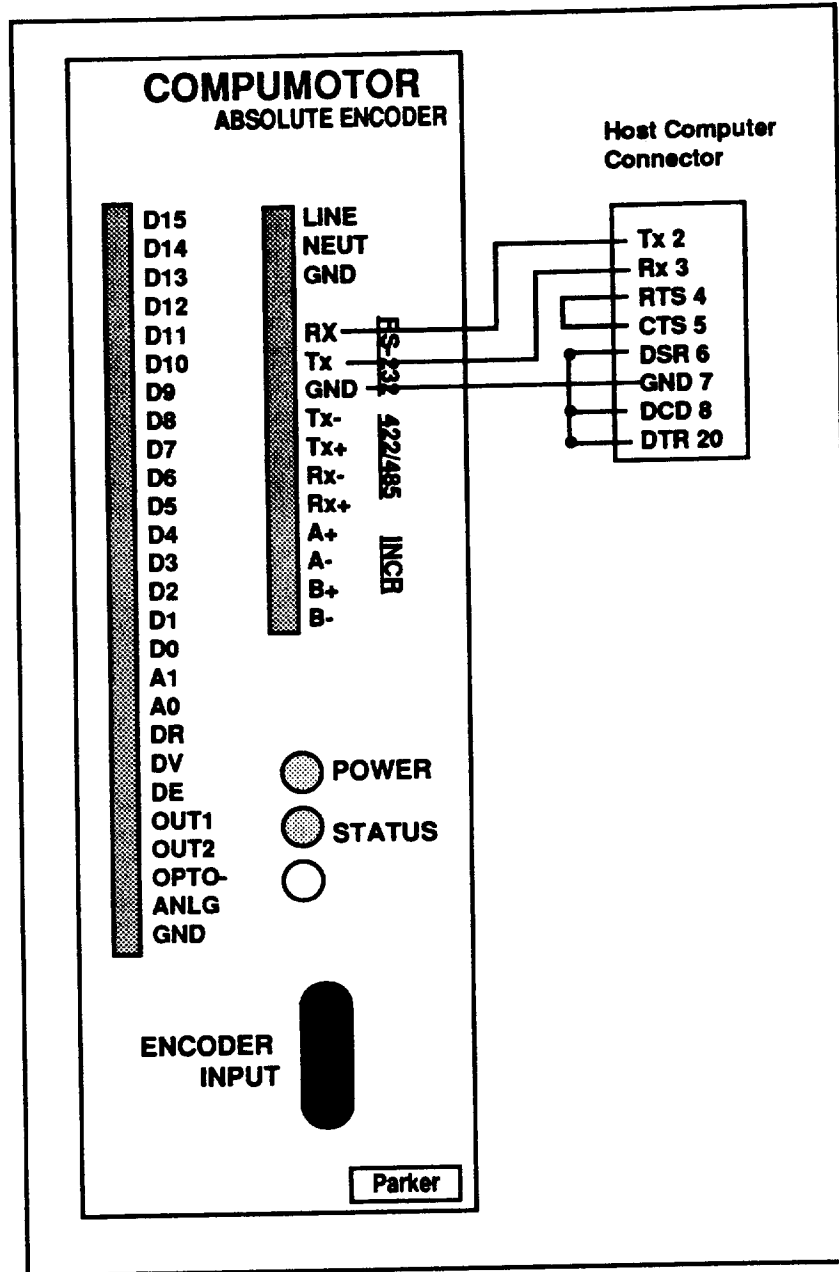 COMPUMOTOR
ABSOLUTE ENCODER
D15
D14
D13
D12
D11
D10
D9
D8
D7
D6
D5
D4
D3
D2
D1
D0
A1
A0
DR
DV
DE
OUT1
OUT2
OPTO-
ANLG
GND
LINE
NEUT
GND
RX
Tx
GND
Tx-
Tx+
Rx-
Rx+
A+
A-
B+
B-
RS-232
422/485
INCR
POWER
STATUS
ENCODER
INPUT
Parker
Host Computer
Connector
Tx 2
Rx 3
RTS 4
CTS 5
DSR 6
GND 7
DCD 8
DTR 20